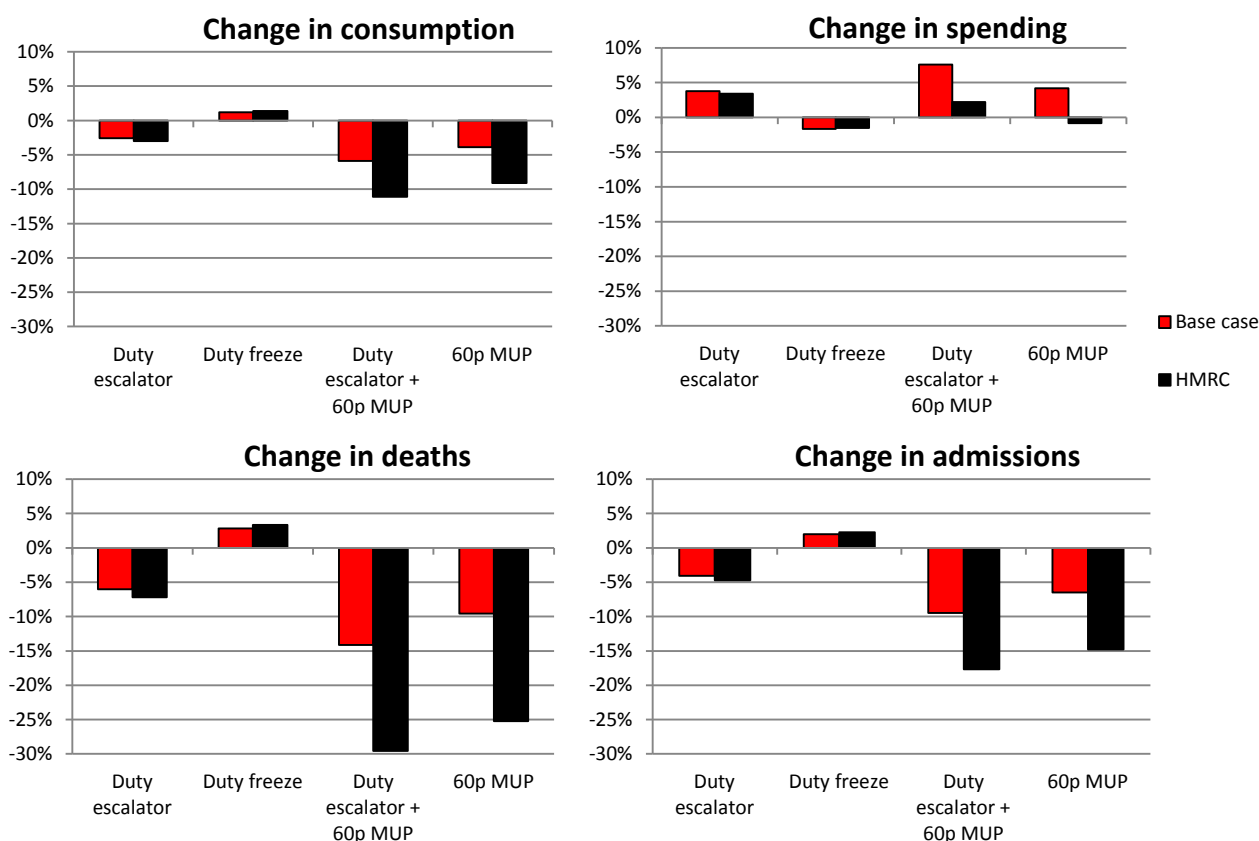 Change in consumption
10%
5%
0%
-5%
-10%
-15%
-20%
-25%
-30%
Duty
escalator
Duty freeze
Duty
escalator +
60p MUP
60p MUP
Change in spending
10%
5%
0%
-5%
-10%
-15%
-20%
-25%
-30%
Duty
escalator
Duty freeze
Duty
escalator +
60p MUP
60p MUP
Base case
HMRC
Change in deaths
10%
5%
0%
-5%
-10%
-15%
-20%
-25%
-30%
Duty
escalator
Duty freeze
Duty
escalator +
60p MUP
60p MUP
Change in admissions
10%
5%
0%
-5%
-10%
-15%
-20%
-25%
-30%
Duty
escalator
Duty freeze
Duty
escalator +
60p MUP
60p MUP